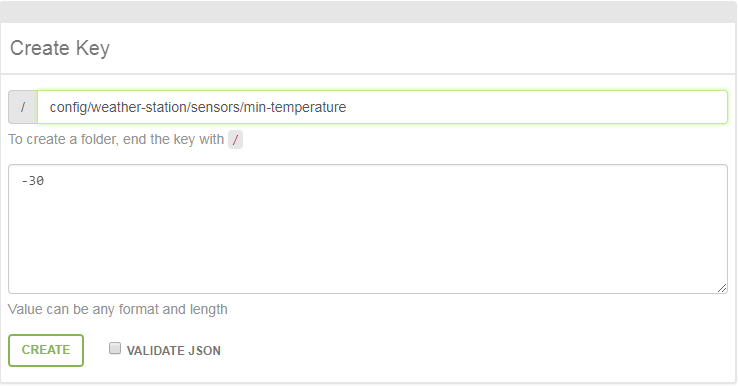 Create Key
/ config/weather-station/sensors/min-temperature
To create a folder, end the key with /
-30
Value can be any format and length
CREATE VALIDATE JSON